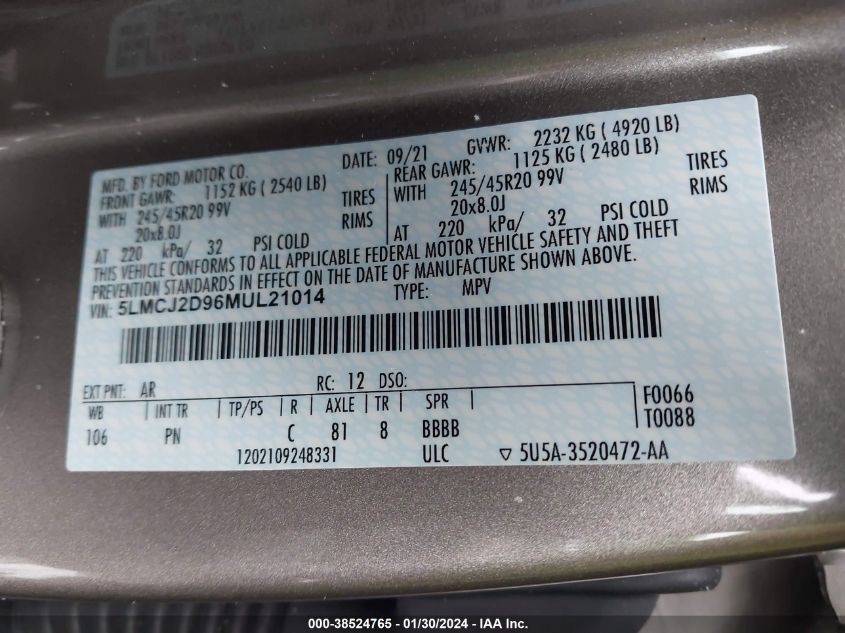 MFD. BY FORD MOTOR CO. DATE: 09/21 GVWR: 2232 KG ( 4920 LB)
FRONT GAWR: 1152 KG ( 2540 LB) REAR GAWR: 1125 KG ( 2480 LB)
WITH 245/45R20 99V TIRES WITH 245/45R20 99V TIRES
20x8.0J RIMS 20x8.0J RIMS
AT 220 kPa/ 32 PSI COLD AT 220 kPa/ 32 PSI COLD
THIS VEHICLE CONFORMS TO ALL APPLICABLE FEDERAL MOTOR VEHICLE SAFETY AND THEFT
PREVENTION STANDARDS IN EFFECT ON THE DATE OF MANUFACTURE SHOWN ABOVE.
VIN: 5LMCJ2D96MUL21014 TYPE: MPV
EXT PNT: AR RC: 12 DSO: F0066
WB INT TR TP/PS R AXLE TR SPR T0088
106 PN C 81 8 BBBB
1202109248331 ULC ▽ 5U5A-3520472-AA
000-38524765 - 01/30/2024 - IAA Inc.